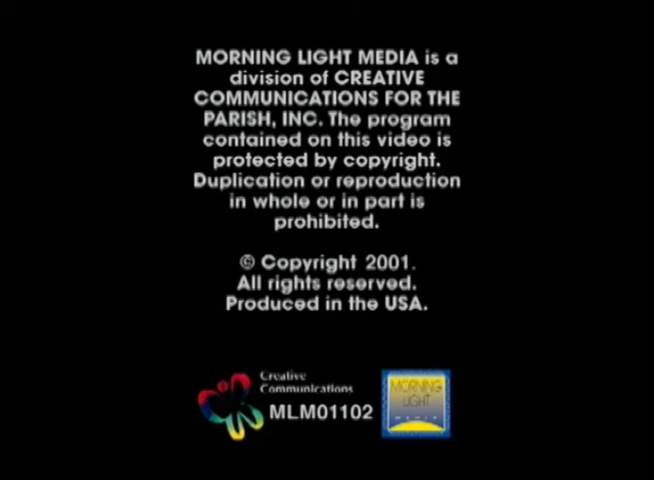 MORNING LIGHT MEDIA is a
division of CREATIVE
COMMUNICATIONS FOR THE
PARISH, INC. The program
contained on this video is
protected by copyright.
Duplication or reproduction
in whole or in part is
prohibited.
© Copyright 2001.
All rights reserved.
Produced in the USA.
Creative
Communications
MLM01102
MORNING
LIGHT
MEDIA